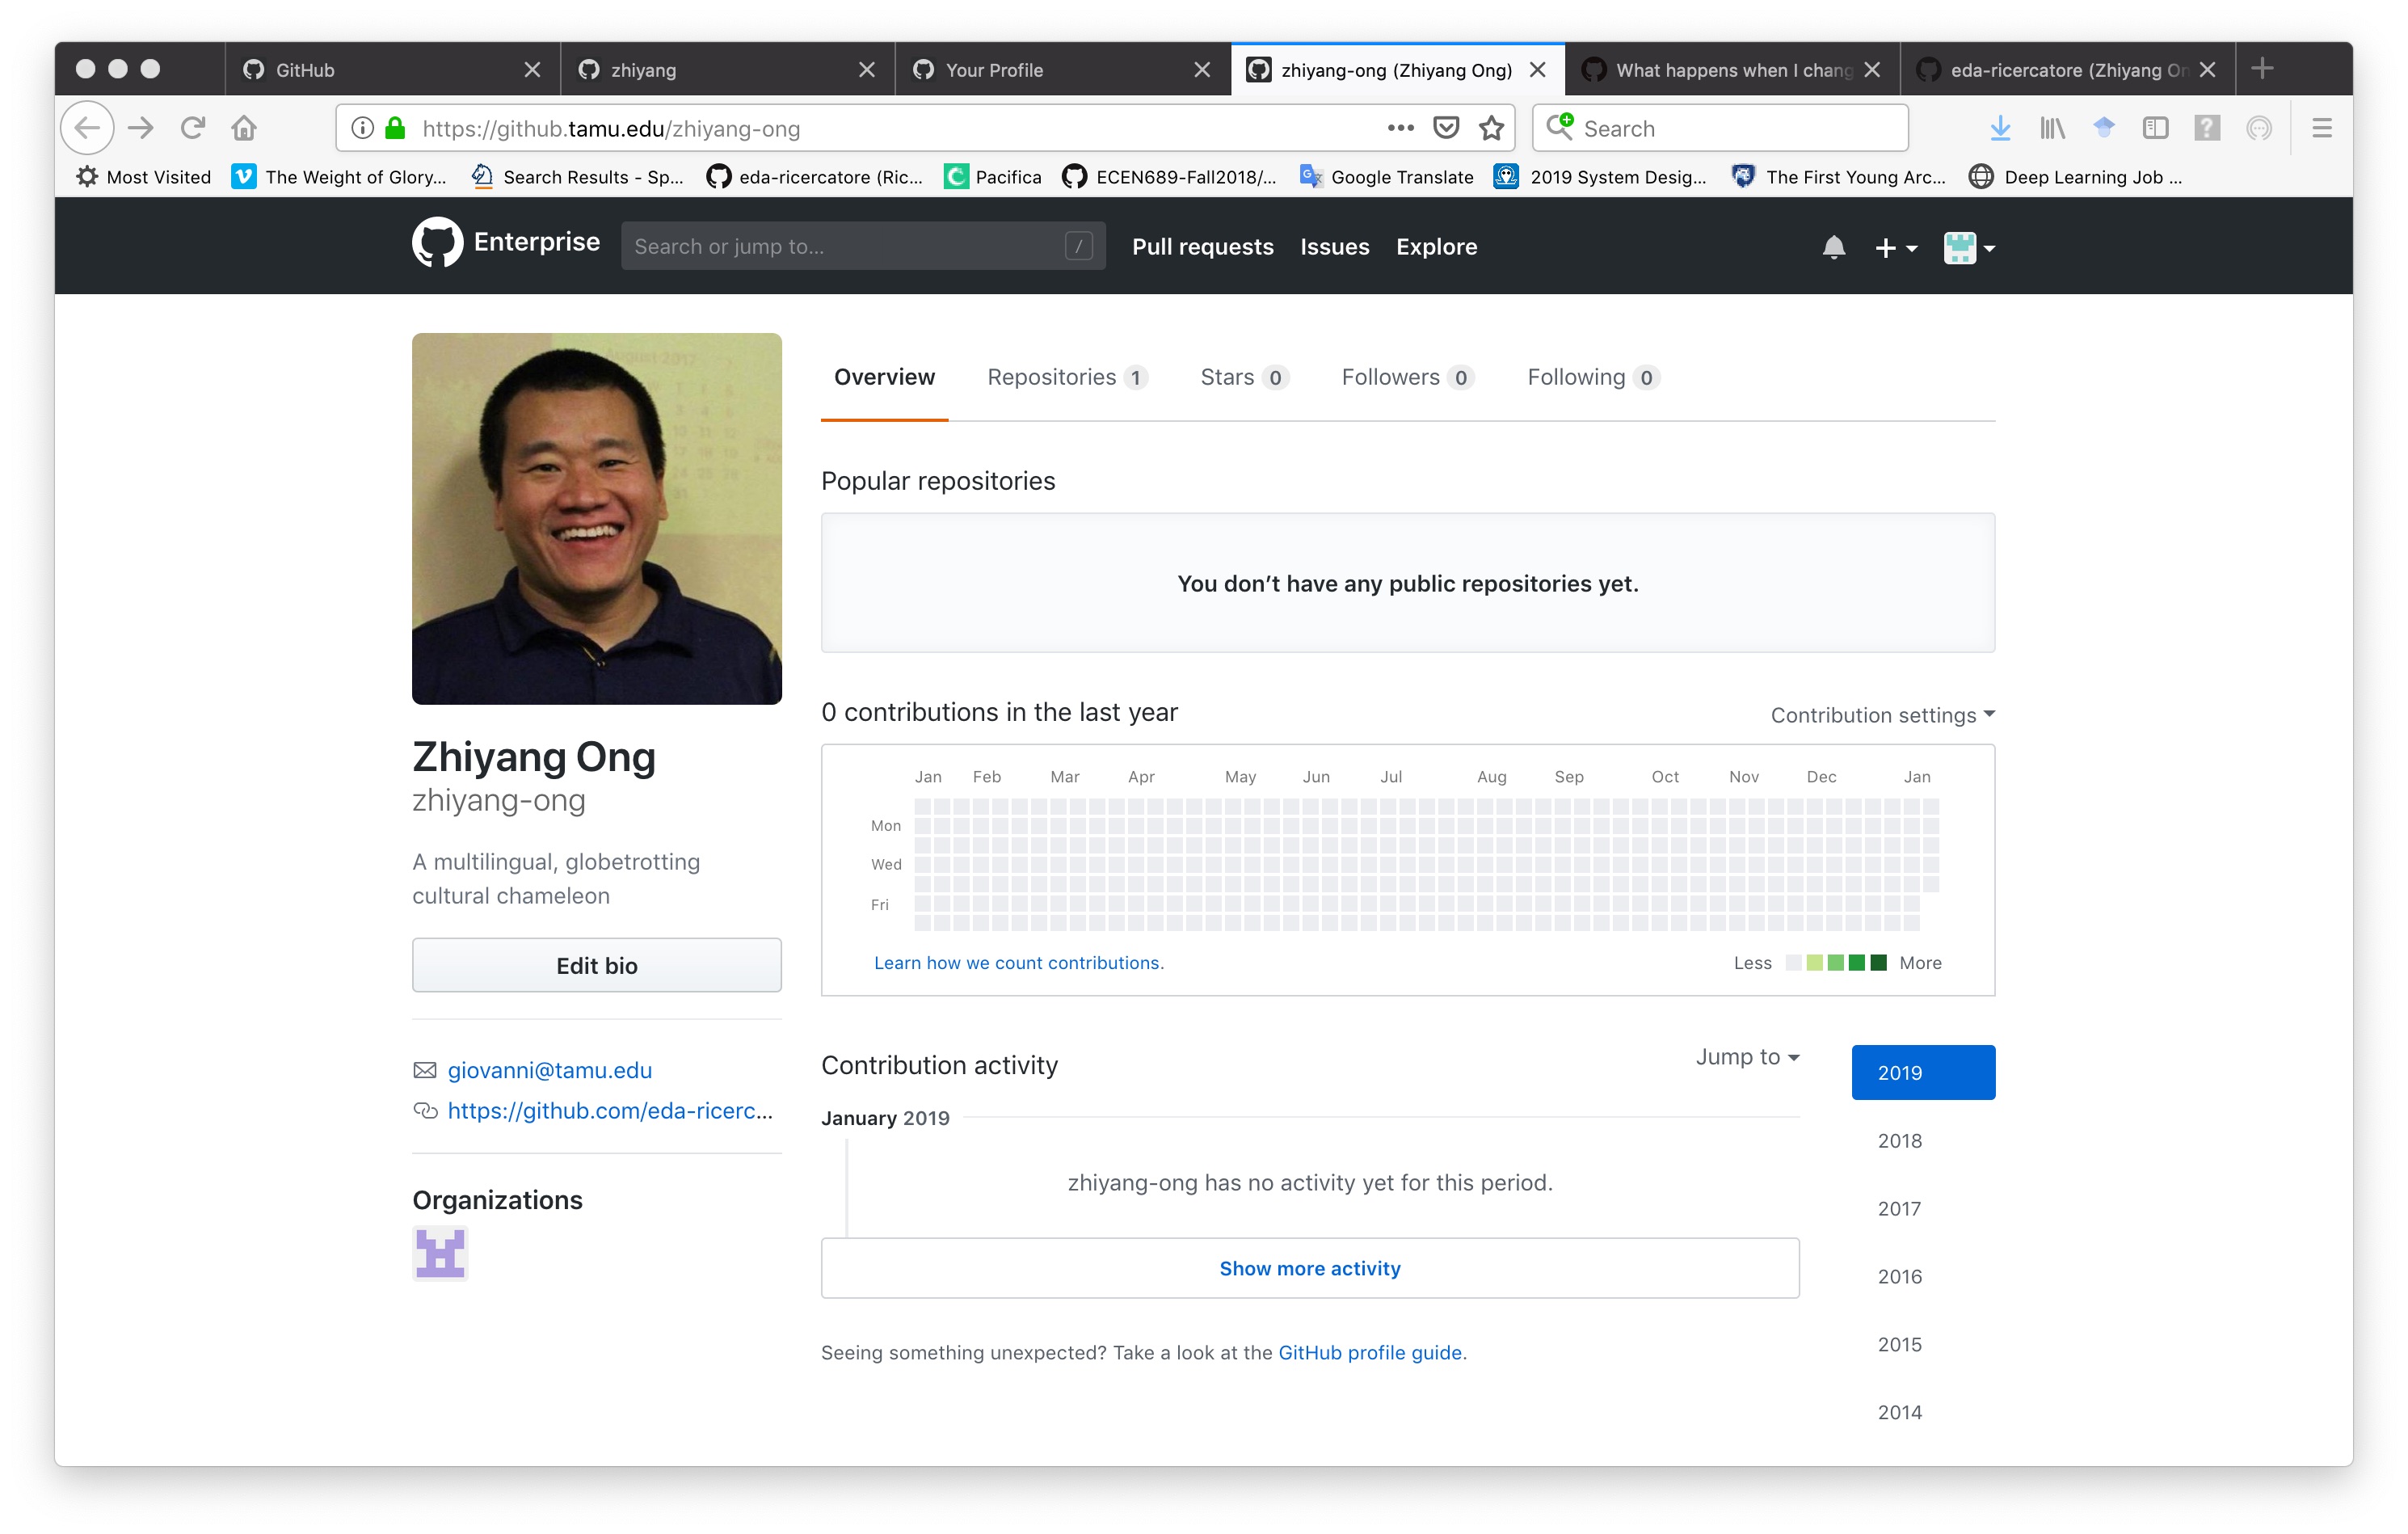 GitHub
zhiyang
Your Profile
zhiyang-ong (Zhiyang Ong)
What happens when I chang
eda-ricercatore (Zhiyang On
https://github.tamu.edu/zhiyang-ong
Search
Most Visited
The Weight of Glory...
Search Results - Sp...
eda-ricercatore (Ric...
Pacifica
ECEN689-Fall2018/...
Google Translate
2019 System Desig...
The First Young Arc...
Deep Learning Job ...
Enterprise
Search or jump to...
/
Pull requests
Issues
Explore
August 2017
Overview
Repositories 1
Stars 0
Followers 0
Following 0
Popular repositories
You don’t have any public repositories yet.
0 contributions in the last year
Contribution settings
Jan Feb Mar Apr May Jun Jul Aug Sep Oct Nov Dec Jan
Mon
Wed
Fri
Learn how we count contributions.
Less
More
Zhiyang Ong
zhiyang-ong
A multilingual, globetrotting
cultural chameleon
Edit bio
giovanni@tamu.edu
https://github.com/eda-ricerc...
Organizations
Contribution activity
Jump to
January 2019
zhiyang-ong has no activity yet for this period.
Show more activity
Seeing something unexpected? Take a look at the GitHub profile guide.
2019
2018
2017
2016
2015
2014